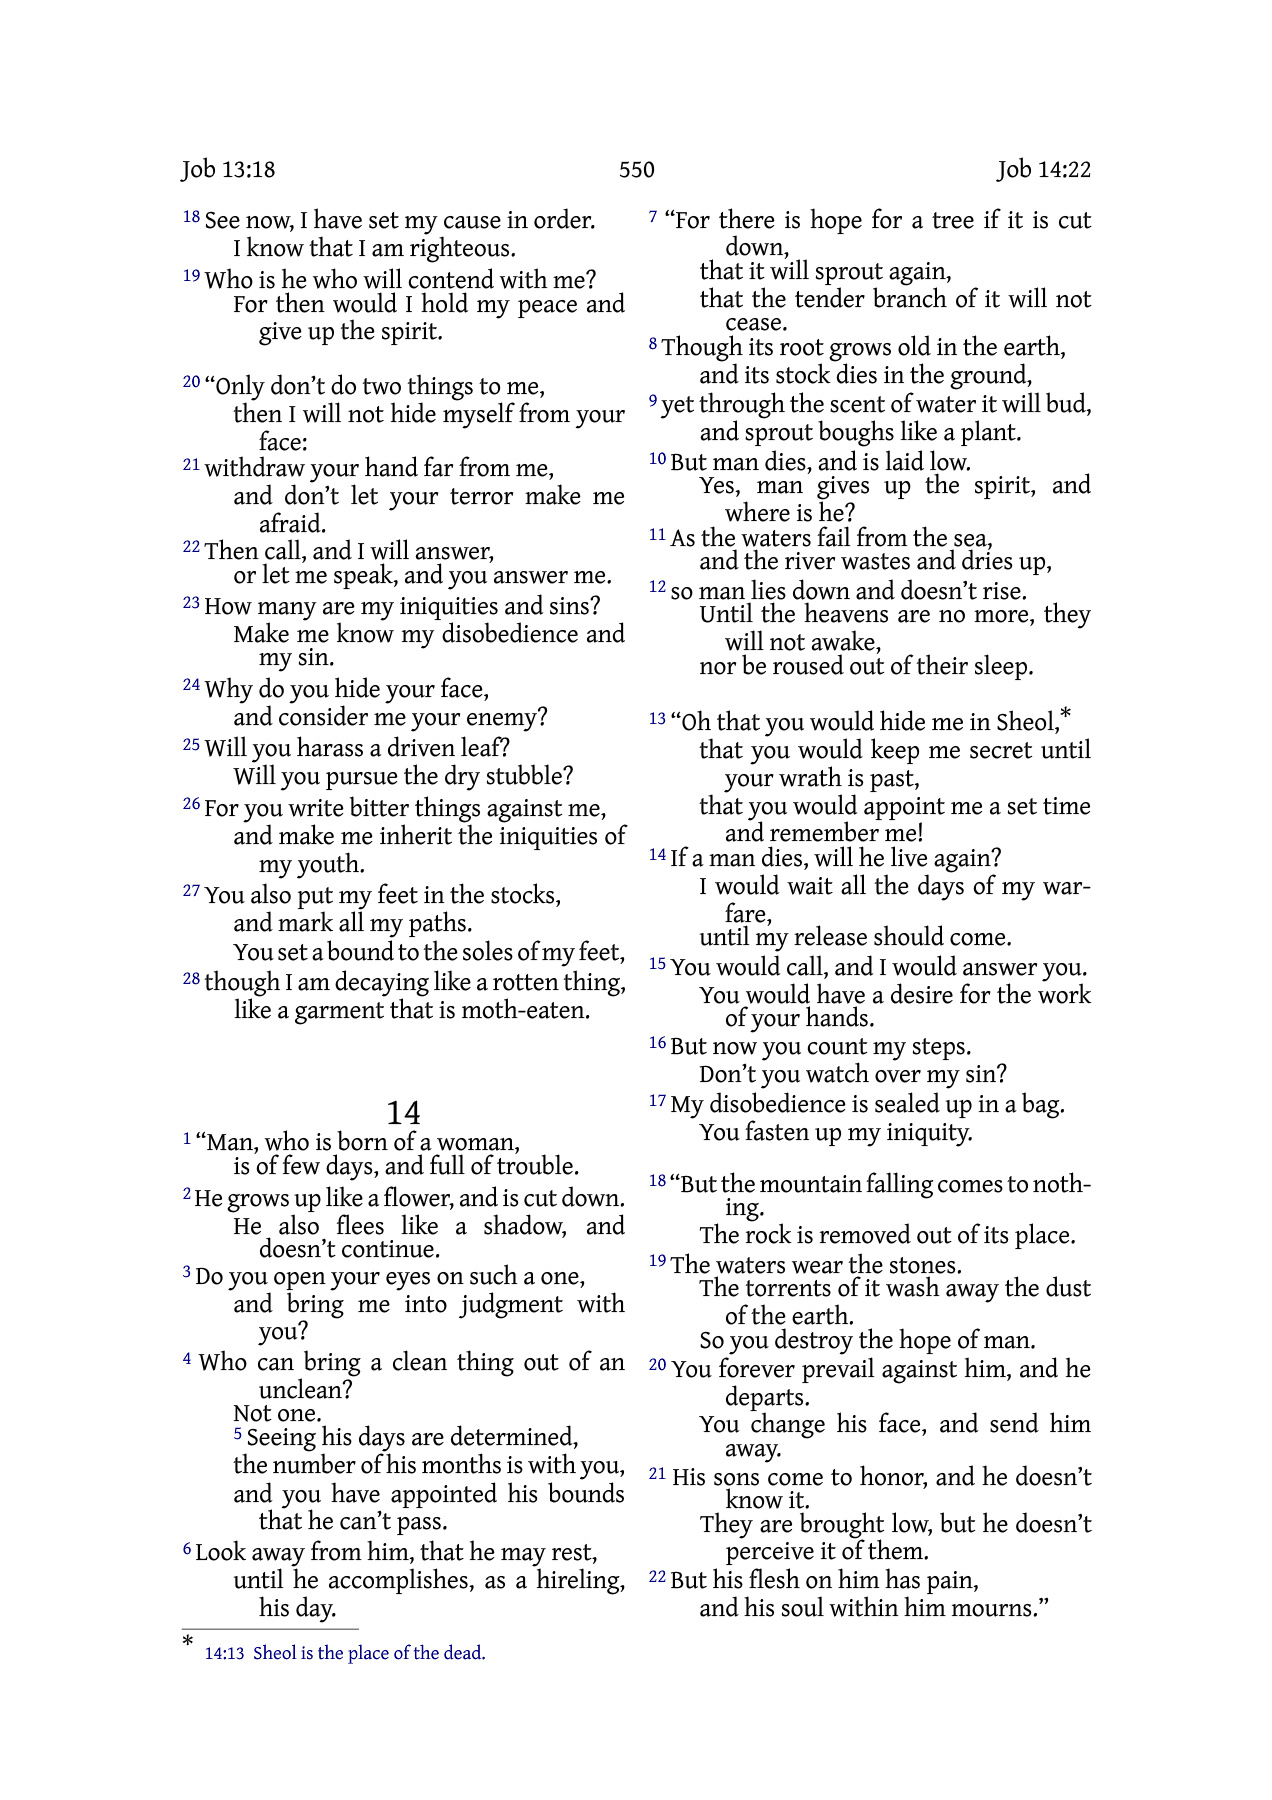 Job 13:18 550 Job 14:22
18 See now, I have set my cause in order.
I know that I am righteous.
19 Who is he who will contend with me?
For then would I hold my peace and
give up the spirit.
20 “Only don’t do two things to me,
then I will not hide myself from your
face:
21 withdraw your hand far from me,
and don’t let your terror make me
afraid.
22 Then call, and I will answer,
or let me speak, and you answer me.
23 How many are my iniquities and sins?
Make me know my disobedience and
my sin.
24 Why do you hide your face,
and consider me your enemy?
25 Will you harass a driven leaf?
Will you pursue the dry stubble?
26 For you write bitter things against me,
and make me inherit the iniquities of
my youth.
27 You also put my feet in the stocks,
and mark all my paths.
You set a bound to the soles of my feet,
28 though I am decaying like a rotten thing,
like a garment that is moth-eaten.
14
1 “Man, who is born of a woman,
is of few days, and full of trouble.
2 He grows up like a flower, and is cut down.
He also flees like a shadow, and
doesn’t continue.
3 Do you open your eyes on such a one,
and bring me into judgment with
you?
4 Who can bring a clean thing out of an
unclean?
Not one.
5 Seeing his days are determined,
the number of his months is with you,
and you have appointed his bounds
that he can’t pass.
6 Look away from him, that he may rest,
until he accomplishes, as a hireling,
his day.
7 “For there is hope for a tree if it is cut
down,
that it will sprout again,
that the tender branch of it will not
cease.
8 Though its root grows old in the earth,
and its stock dies in the ground,
9 yet through the scent of water it will bud,
and sprout boughs like a plant.
10 But man dies, and is laid low.
Yes, man gives up the spirit, and
where is he?
11 As the waters fail from the sea,
and the river wastes and dries up,
12 so man lies down and doesn’t rise.
Until the heavens are no more, they
will not awake,
nor be roused out of their sleep.
13 “Oh that you would hide me in Sheol,*
that you would keep me secret until
your wrath is past,
that you would appoint me a set time
and remember me!
14 If a man dies, will he live again?
I would wait all the days of my war-
fare,
until my release should come.
15 You would call, and I would answer you.
You would have a desire for the work
of your hands.
16 But now you count my steps.
Don’t you watch over my sin?
17 My disobedience is sealed up in a bag.
You fasten up my iniquity.
18 “But the mountain falling comes to noth-
ing.
The rock is removed out of its place.
19 The waters wear the stones.
The torrents of it wash away the dust
of the earth.
So you destroy the hope of man.
20 You forever prevail against him, and he
departs.
You change his face, and send him
away.
21 His sons come to honor, and he doesn’t
know it.
They are brought low, but he doesn’t
perceive it of them.
22 But his flesh on him has pain,
and his soul within him mourns.”
* 14:13 Sheol is the place of the dead.